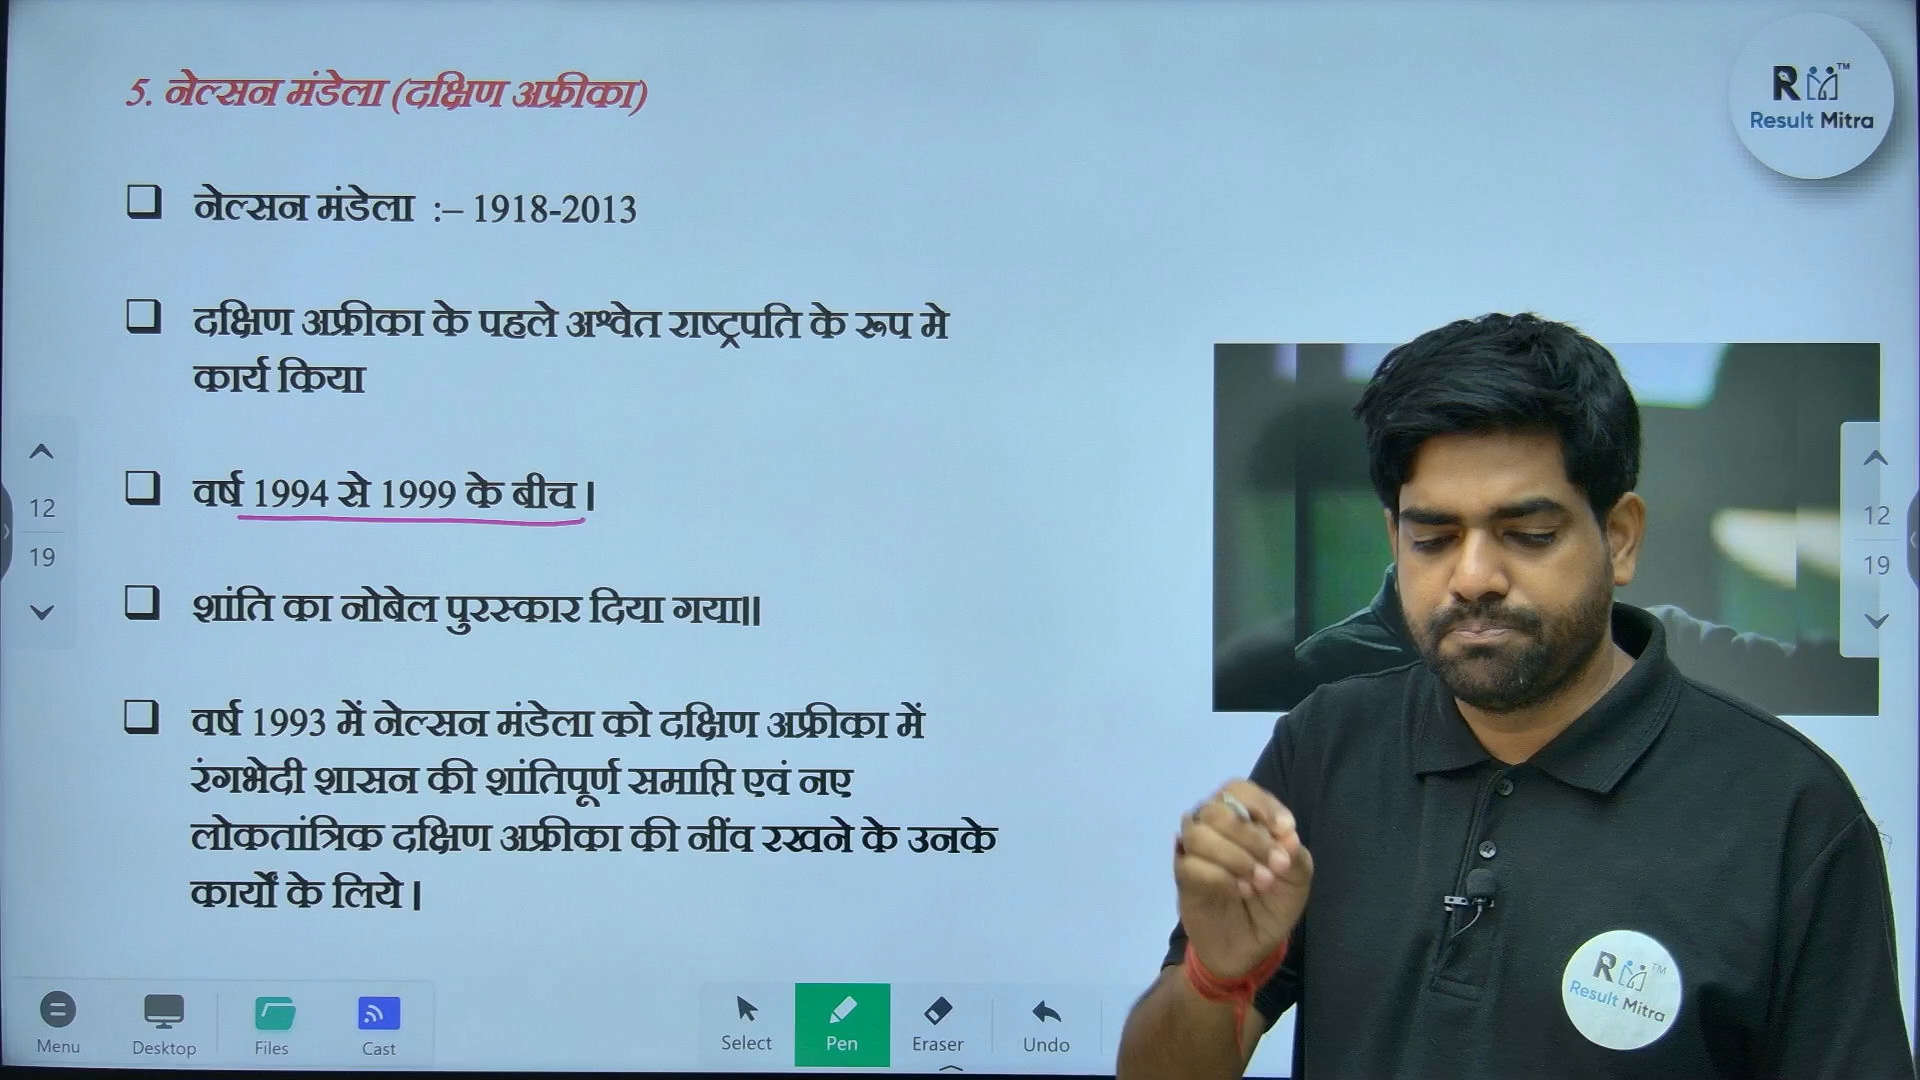 5. नेल्सन मंडेला (दक्षिण अफ्रीका)
R TM
Result Mitra
❑ नेल्सन मंडेला :– 1918-2013
❑ दक्षिण अफ्रीका के पहले अश्वेत राष्ट्रपति के रूप मे
कार्य किया
❑ वर्ष 1994 से 1999 के बीच।
❑ शांति का नोबेल पुरस्कार दिया गया॥
❑ वर्ष 1993 में नेल्सन मंडेला को दक्षिण अफ्रीका में
रंगभेदी शासन की शांतिपूर्ण समाप्ति एवं नए
लोकतांत्रिक दक्षिण अफ्रीका की नींव रखने के उनके
कार्यों के लिये।
12
19
12
19
R TM
Result Mitra
Menu Desktop Files Cast Select Pen Eraser Undo